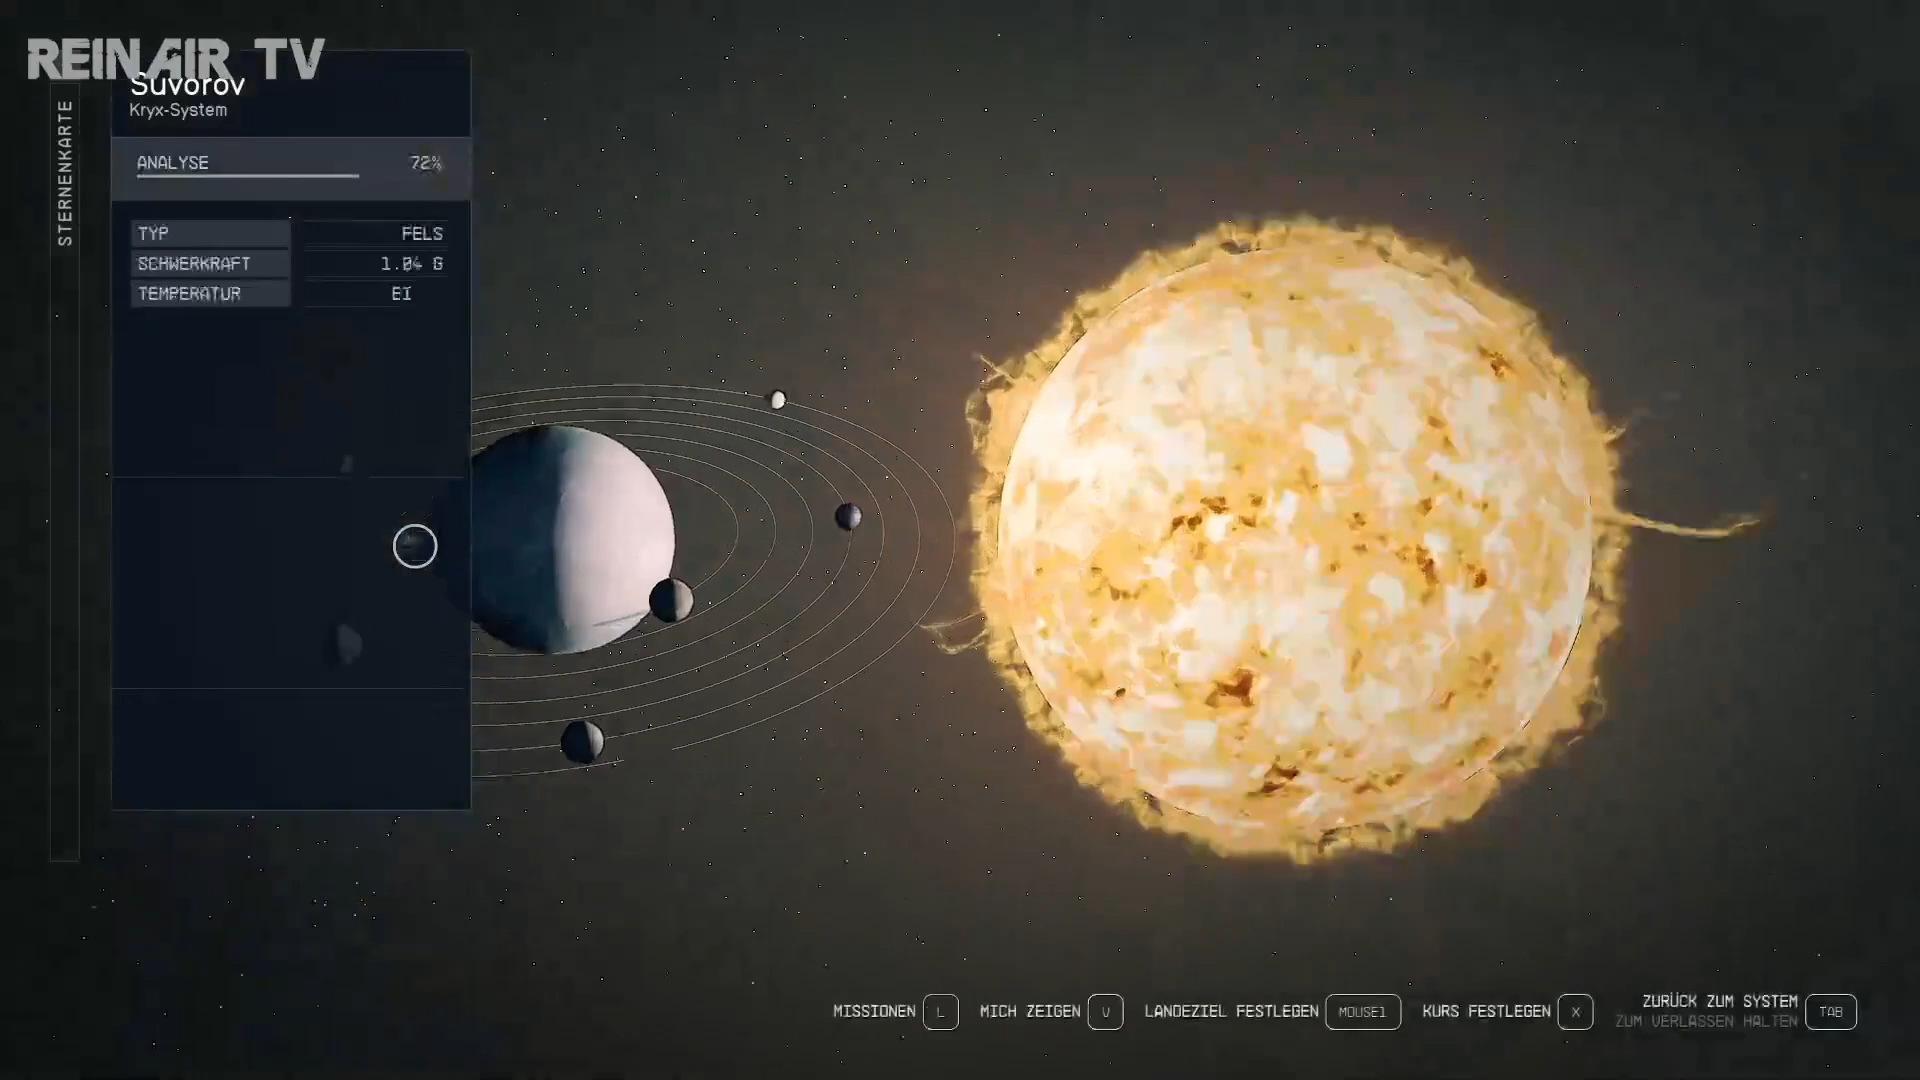 REINAIR TV
Suvorov
Kryx-System
STERNENKARTE
ANALYSE 72%
TYP FELS
SCHWERKRAFT 1.04 G
TEMPERATUR EI
MISSIONEN L MICH ZEIGEN V LANDEZIEL FESTLEGEN MOUSE1 KURS FESTLEGEN X ZURÜCK ZUM SYSTEM TAB
ZUM VERLASSEN HALTEN